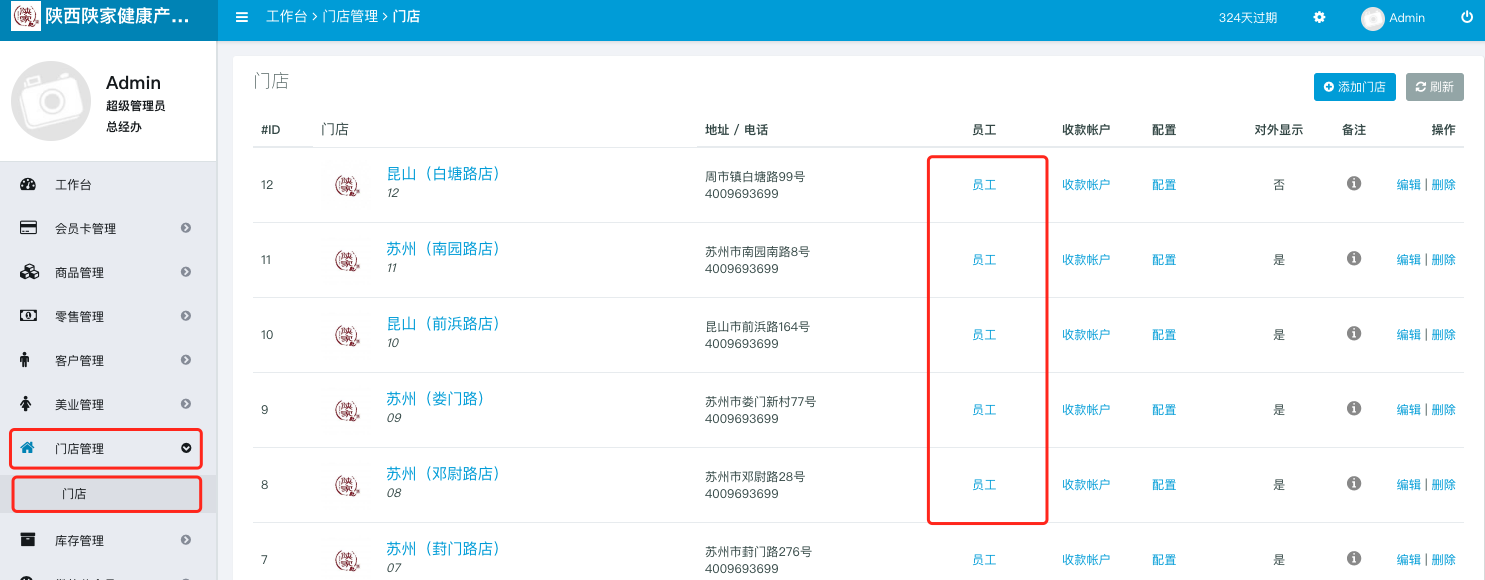 陕西陕家健康产...
工作台 > 门店管理 > 门店
324天过期
Admin
Admin
超级管理员
总经办
工作台
会员卡管理
商品管理
零售管理
客户管理
美业管理
门店管理
门店
库存管理
门店
添加门店
刷新
#ID 门店 地址 / 电话 员工 收款帐户 配置 对外显示 备注 操作
12 昆山（白塘路店） 周市镇白塘路99号 员工 收款帐户 配置 否 编辑 | 删除
12 4009693699
11 苏州（南园路店） 苏州市南园南路8号 员工 收款帐户 配置 是 编辑 | 删除
11 4009693699
10 昆山（前浜路店） 昆山市前浜路164号 员工 收款帐户 配置 是 编辑 | 删除
10 4009693699
9 苏州（娄门路） 苏州市娄门新村77号 员工 收款帐户 配置 是 编辑 | 删除
09 4009693699
8 苏州（邓尉路店） 苏州市邓尉路28号 员工 收款帐户 配置 是 编辑 | 删除
08 4009693699
7 苏州（葑门路店） 苏州市葑门路276号 员工 收款帐户 配置 是 编辑 | 删除
07 4009693699